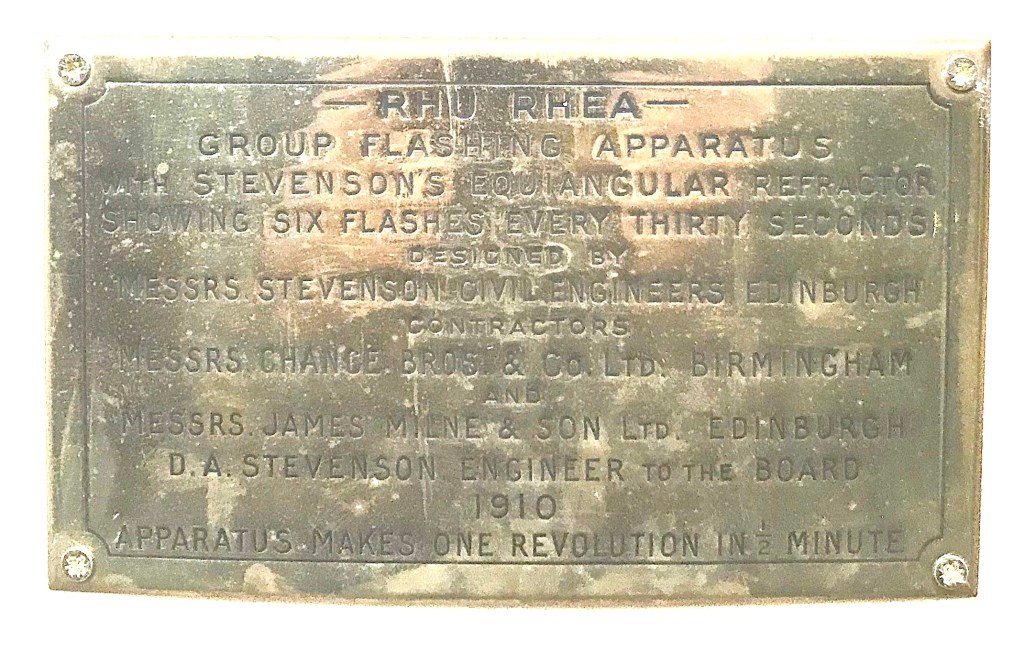 — RHU RHEA —
GROUP FLASHING APPARATUS
WITH STEVENSON'S EQUIANGULAR REFRACTOR
SHOWING SIX FLASHES EVERY THIRTY SECONDS
DESIGNED BY
MESSRS. STEVENSON CIVIL ENGINEERS EDINBURGH
CONTRACTORS
MESSRS. CHANCE BROS. & Co. LTD. BIRMINGHAM
AND
MESSRS. JAMES MILNE & SON LTD. EDINBURGH
D. A. STEVENSON ENGINEER TO THE BOARD
1910
APPARATUS MAKES ONE REVOLUTION IN ½ MINUTE